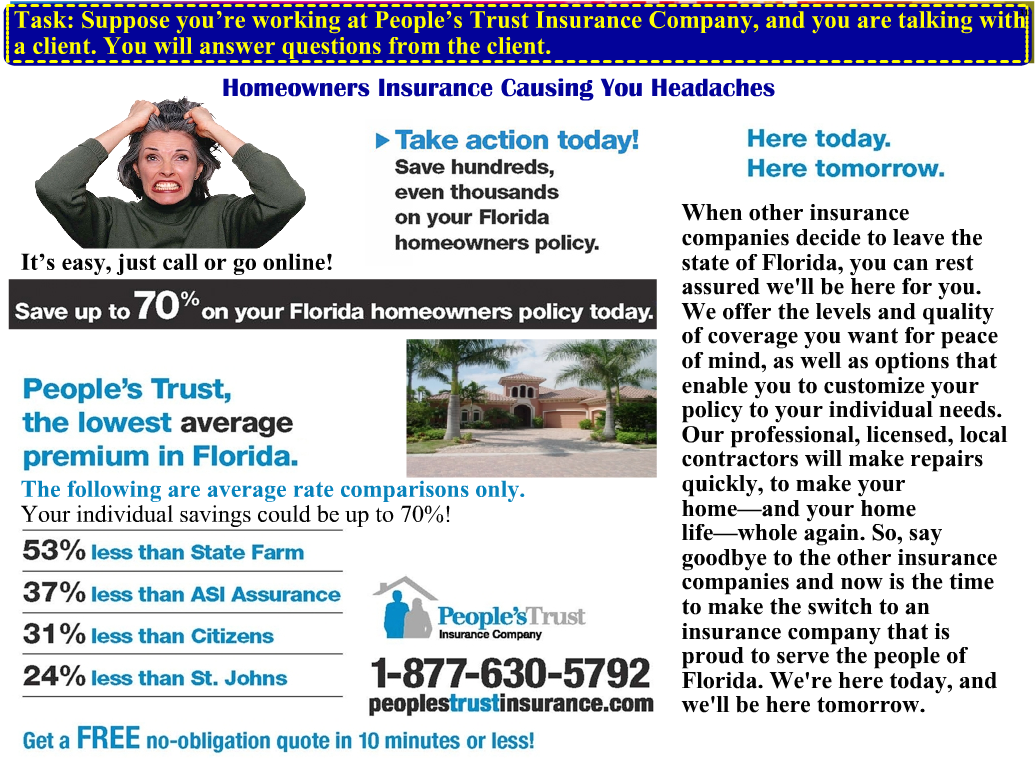 Task: Suppose you're working at People's Trust Insurance Company, and you are talking with
a client. You will answer questions from the client.
Homeowners Insurance Causing You Headaches
It's easy, just call or go online!
Take action today!
Save hundreds,
even thousands
on your Florida
homeowners policy.
Save up to 70% on your Florida homeowners policy today.
People's Trust,
the lowest average
premium in Florida.
The following are average rate comparisons only.
Your individual savings could be up to 70%!
53% less than State Farm
37% less than ASI Assurance
31% less than Citizens
24% less than St. Johns
People'sTrust
Insurance Company
1-877-630-5792
peoplestrustinsurance.com
Get a FREE no-obligation quote in 10 minutes or less!
Here today.
Here tomorrow.
When other insurance
companies decide to leave the
state of Florida, you can rest
assured we'll be here for you.
We offer the levels and quality
of coverage you want for peace
of mind, as well as options that
enable you to customize your
policy to your individual needs.
Our professional, licensed, local
contractors will make repairs
quickly, to make your
home—and your home
life—whole again. So, say
goodbye to the other insurance
companies and now is the time
to make the switch to an
insurance company that is
proud to serve the people of
Florida. We're here today, and
we'll be here tomorrow.